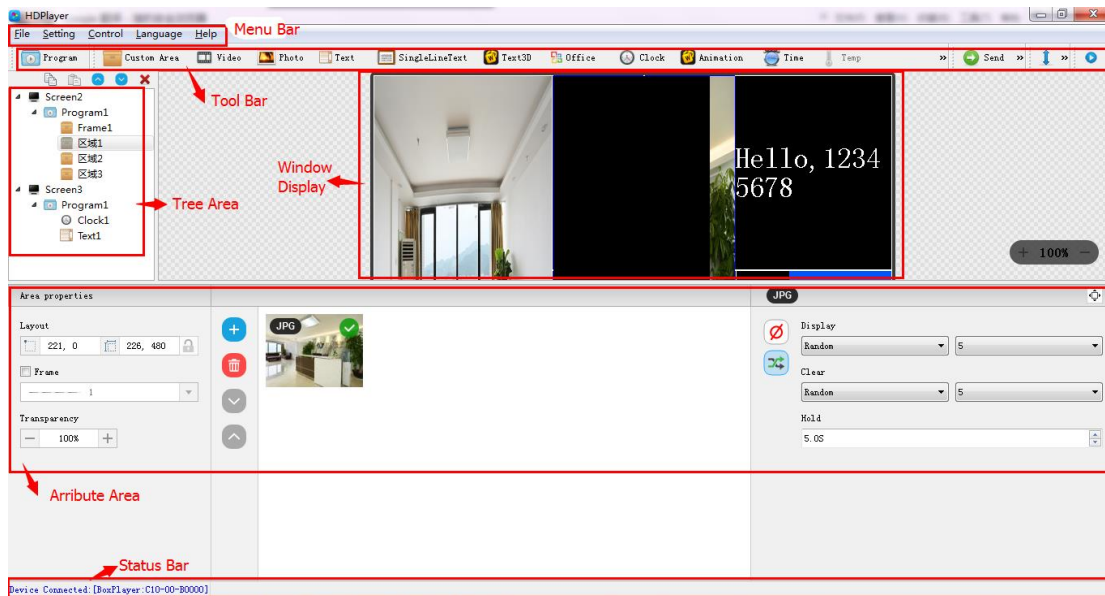 HDPlayer
File Setting Control Language Help
Menu Bar
Program Custom Area Video Photo Text SingleLineText Text3D Office Clock Animation Time Temp » Send » »
Tool Bar
Screen2
Program1
Frame1
区域1
区域2
区域3
Screen3
Program1
Clock1
Text1
Tree Area
Window
Display
Hello, 1234
5678
+ 100% −
Area properties
JPG
Layout
221, 0 226, 480
Frame
1
Transparency
— 100% +
JPG
Display
Random 5
Clear
Random 5
Hold
5.0S
Arribute Area
Status Bar
Device Connected:[BoxPlayer:C10-00-B0000]